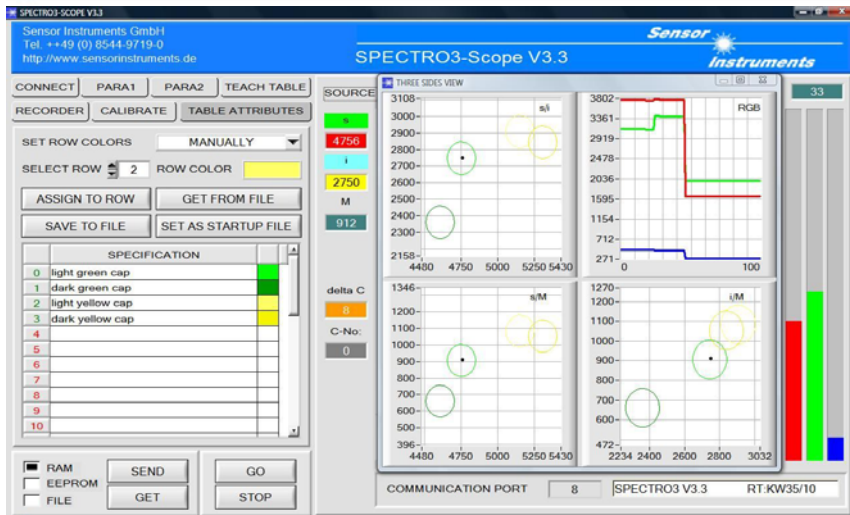 SPECTRO3-SCOPE V3.3
Sensor Instruments GmbH
Tel. ++49 (0) 8544-9719-0
http://www.sensorinstruments.de
SPECTRO3-Scope V3.3
Sensor
Instruments
CONNECT PARA1 PARA2 TEACH TABLE
RECORDER CALIBRATE TABLE ATTRIBUTES
SET ROW COLORS MANUALLY
SELECT ROW 2 ROW COLOR
ASSIGN TO ROW GET FROM FILE
SAVE TO FILE SET AS STARTUP FILE
SPECIFICATION
0 light green cap
1 dark green cap
2 light yellow cap
3 dark yellow cap
4
5
6
7
8
9
10
RAM
EEPROM
FILE
SEND
GET
GO
STOP
SOURCE
s
4756
i
2750
M
912
delta C
8
C-No:
0
THREE SIDES VIEW
s/i
3108
3000
2900
2800
2700
2600
2500
2400
2300
2158
4480 4750 5000 5250 5430
RGB
3802
3361
2919
2478
2036
1595
1154
712
271
0 100
s/M
1346
1200
1100
1000
900
800
700
600
500
396
4480 4750 5000 5250 5430
i/M
1270
1200
1100
1000
900
800
700
600
472
2234 2400 2600 2800 3032
33
COMMUNICATION PORT 8 SPECTRO3 V3.3 RT:KW35/10